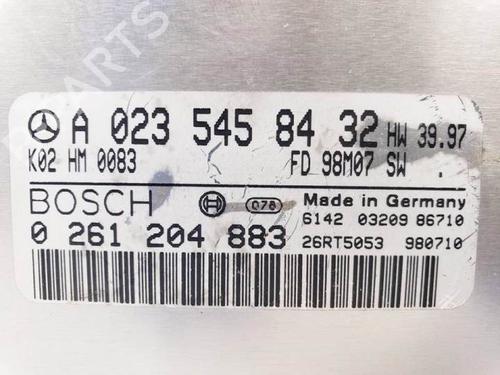 A 023 545 84 32 HW 39.97
K02 HM 0083 FD 98M07 SW .
BOSCH 078 Made in Germany
6142 03209 86710
0 261 204 883 26RT5053 980710
PARTS